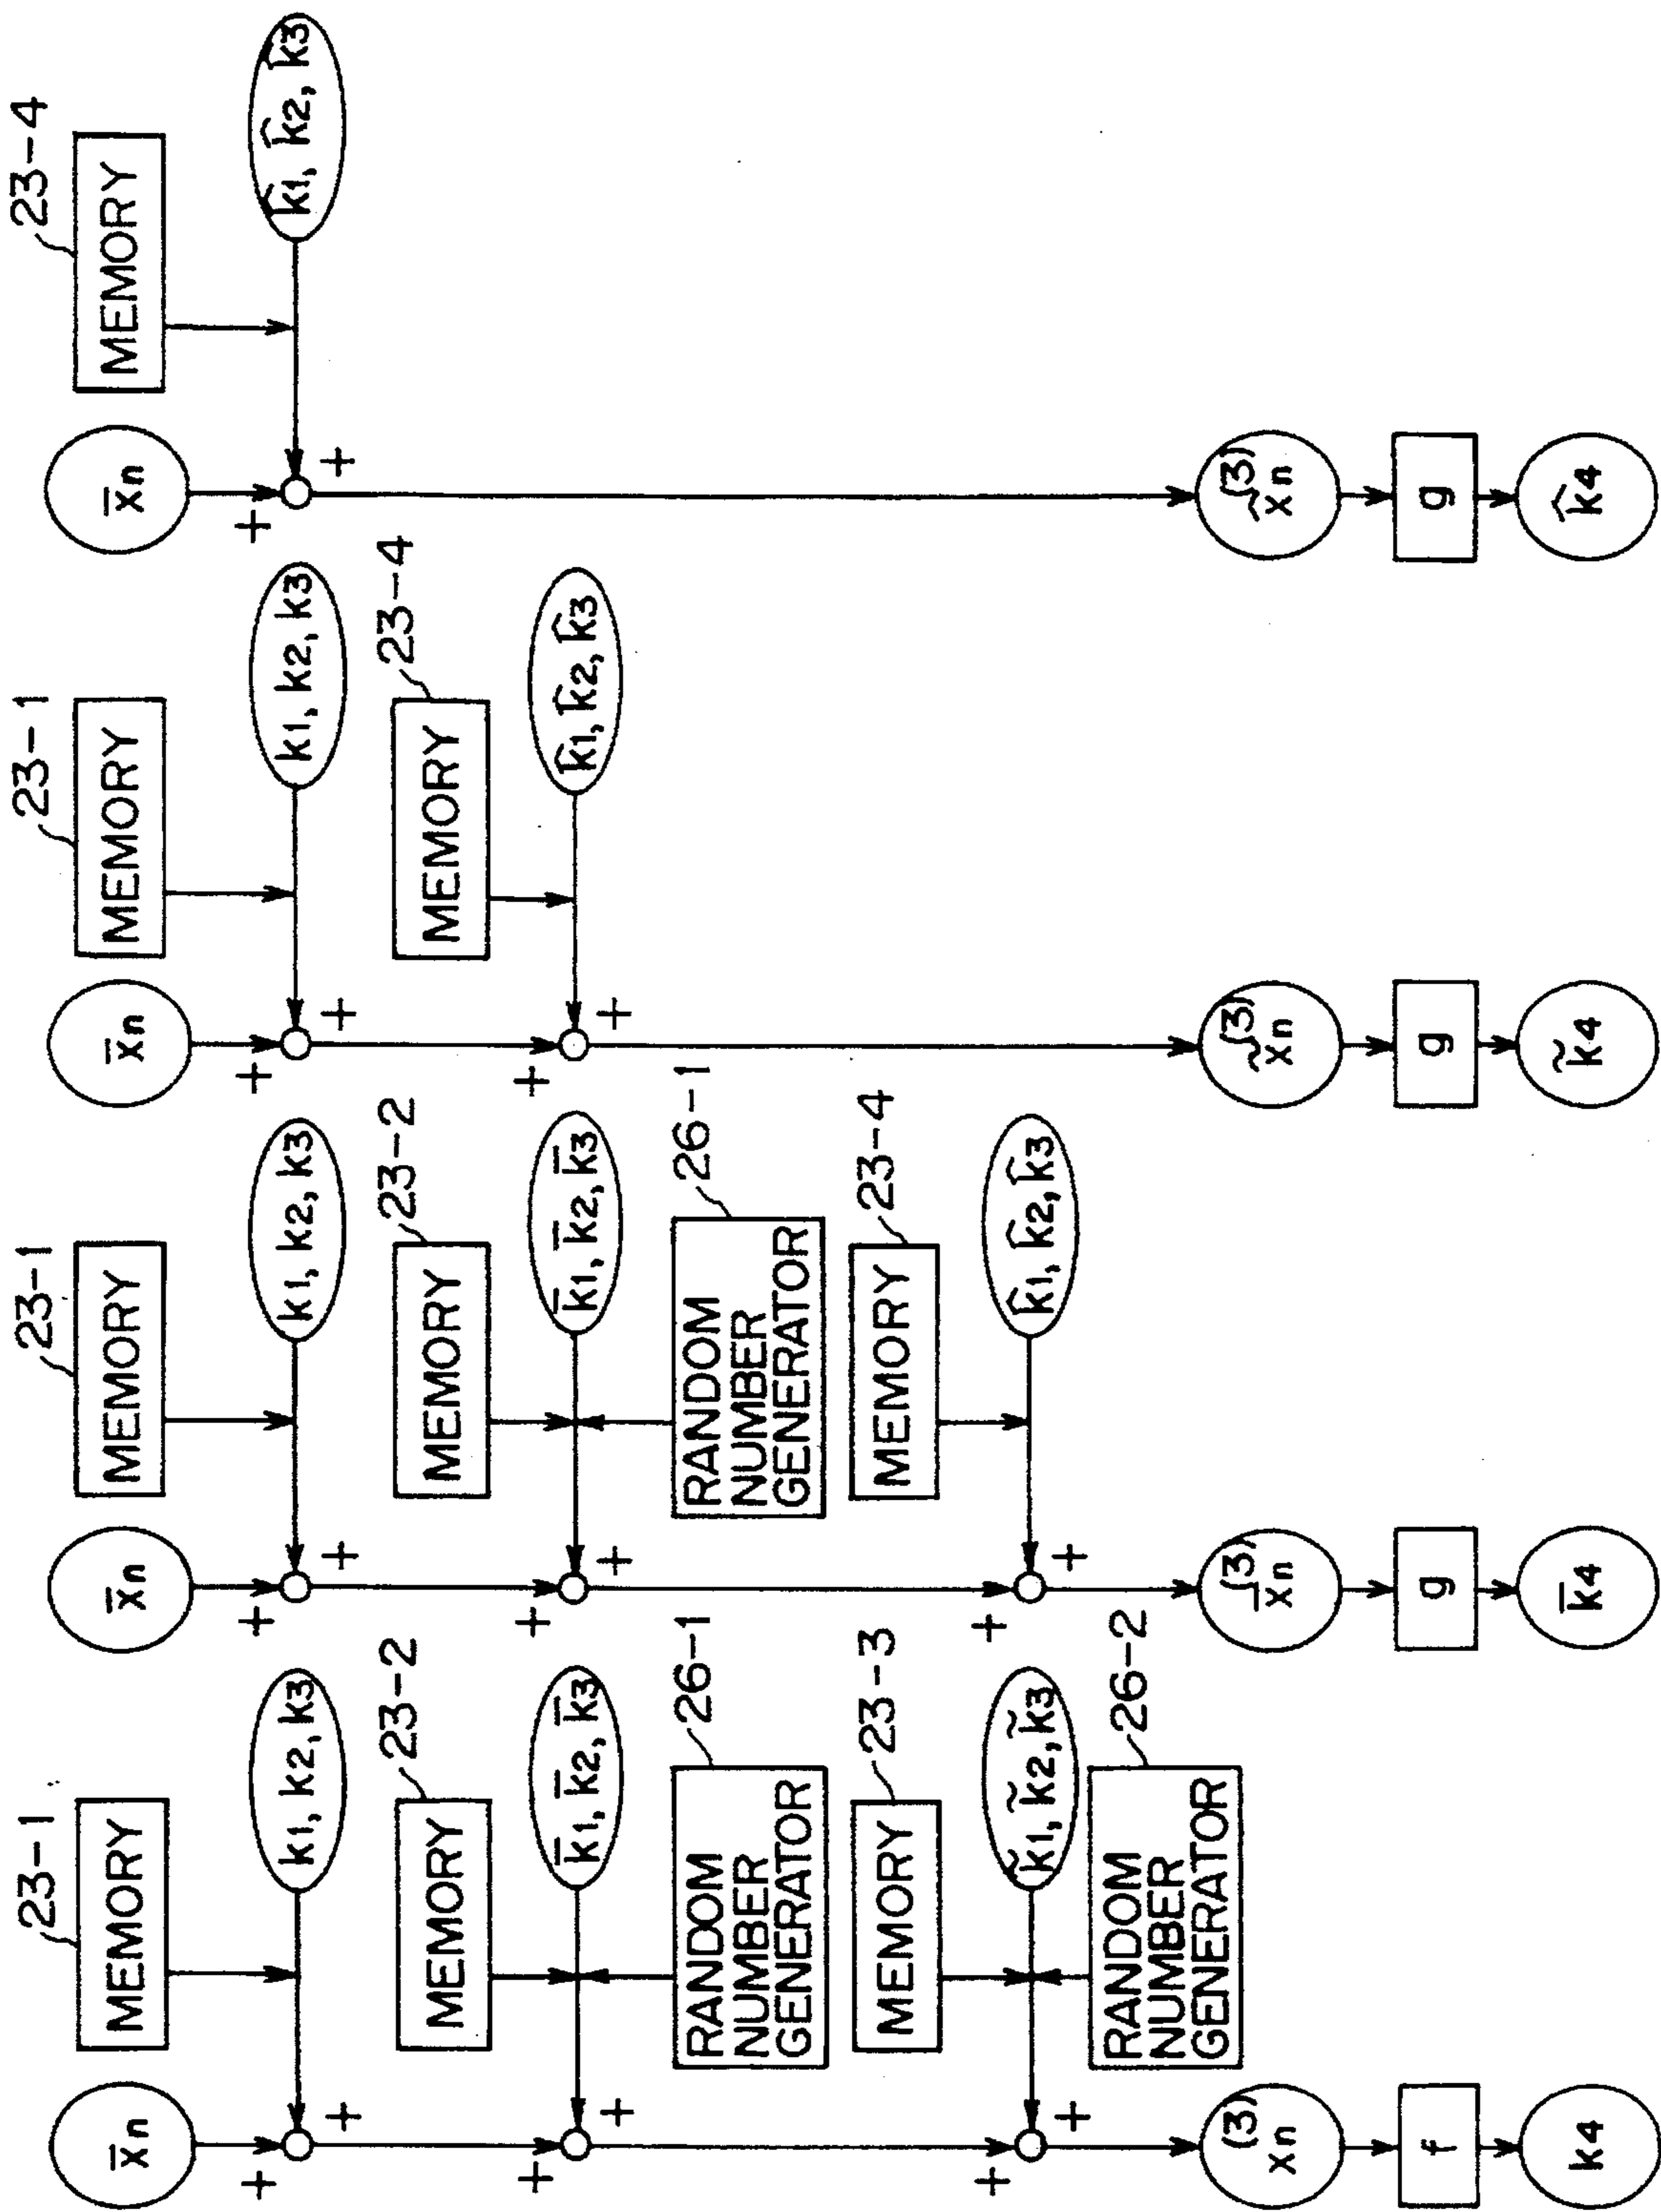 23-1
MEMORY
x̄n
+
+
k1, k2, k3
23-2
MEMORY
+
+
k̄1, k̄2, k̄3
26-1
RANDOM
NUMBER
GENERATOR
23-3
MEMORY
+
+
k̃1, k̃2, k̃3
26-2
RANDOM
NUMBER
GENERATOR
xn(3)
f
k4
23-1
MEMORY
x̄n
+
+
k1, k2, k3
23-2
MEMORY
+
+
k̄1, k̄2, k̄3
26-1
RANDOM
NUMBER
GENERATOR
23-4
MEMORY
+
+
k̂1, k̂2, k̂3
x̄n(3)
g
k̄4
23-1
MEMORY
x̄n
+
+
k1, k2, k3
23-4
MEMORY
+
+
k̂1, k̂2, k̂3
x̃n(3)
g
k̃4
23-4
MEMORY
x̄n
+
+
k̂1, k̂2, k̂3
x̂n(3)
g
k̂4